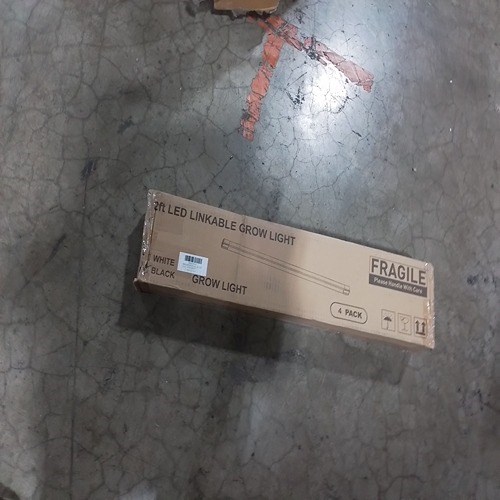 2ft LED LINKABLE GROW LIGHT
WHITE
BLACK
GROW LIGHT
4 PACK
FRAGILE
Please Handle With Care